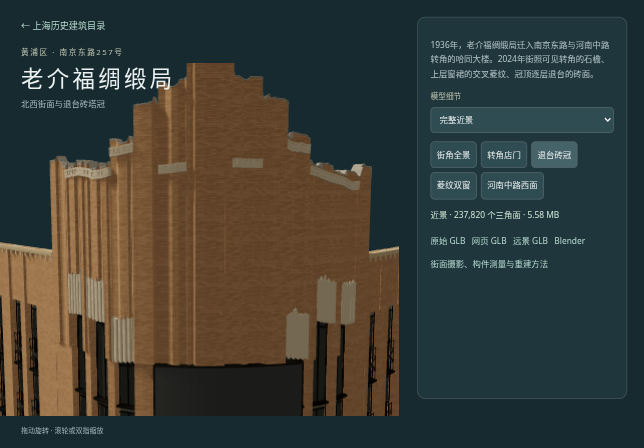 ← 上海历史建筑目录
黄浦区 · 南京东路257号
老介福绸缎局
北西街面与退台砖塔冠
1936年，老介福绸缎局迁入南京东路与河南中路
转角的哈同大楼。2024年街照可见转角的石檐、
上层窗裙的交叉菱纹、冠顶逐层退台的砖面。
模型细节
完整近景
街角全景
转角店门
退台砖冠
菱纹双窗
河南中路西面
近景 · 237,820 个三角面 · 5.58 MB
原始 GLB 网页 GLB 远景 GLB Blender
街面摄影、构件测量与重建方法
拖动旋转 · 滚轮或双指缩放